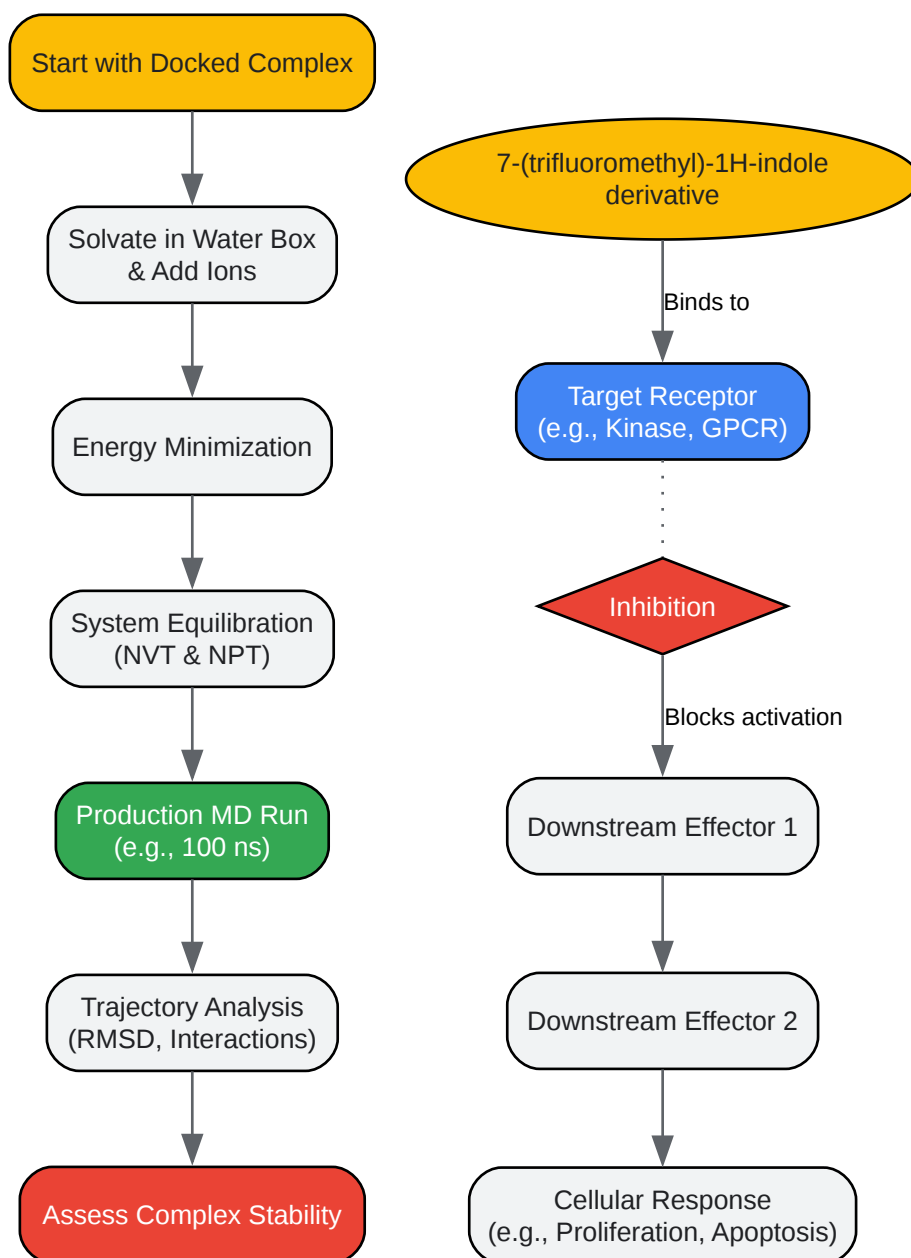 Start with Docked Complex
Solvate in Water Box
& Add Ions
Energy Minimization
System Equilibration
(NVT & NPT)
Production MD Run
(e.g., 100 ns)
Trajectory Analysis
(RMSD, Interactions)
Assess Complex Stability
7-(trifluoromethyl)-1H-indole
derivative
Binds to
Target Receptor
(e.g., Kinase, GPCR)
Inhibition
Blocks activation
Downstream Effector 1
Downstream Effector 2
Cellular Response
(e.g., Proliferation, Apoptosis)